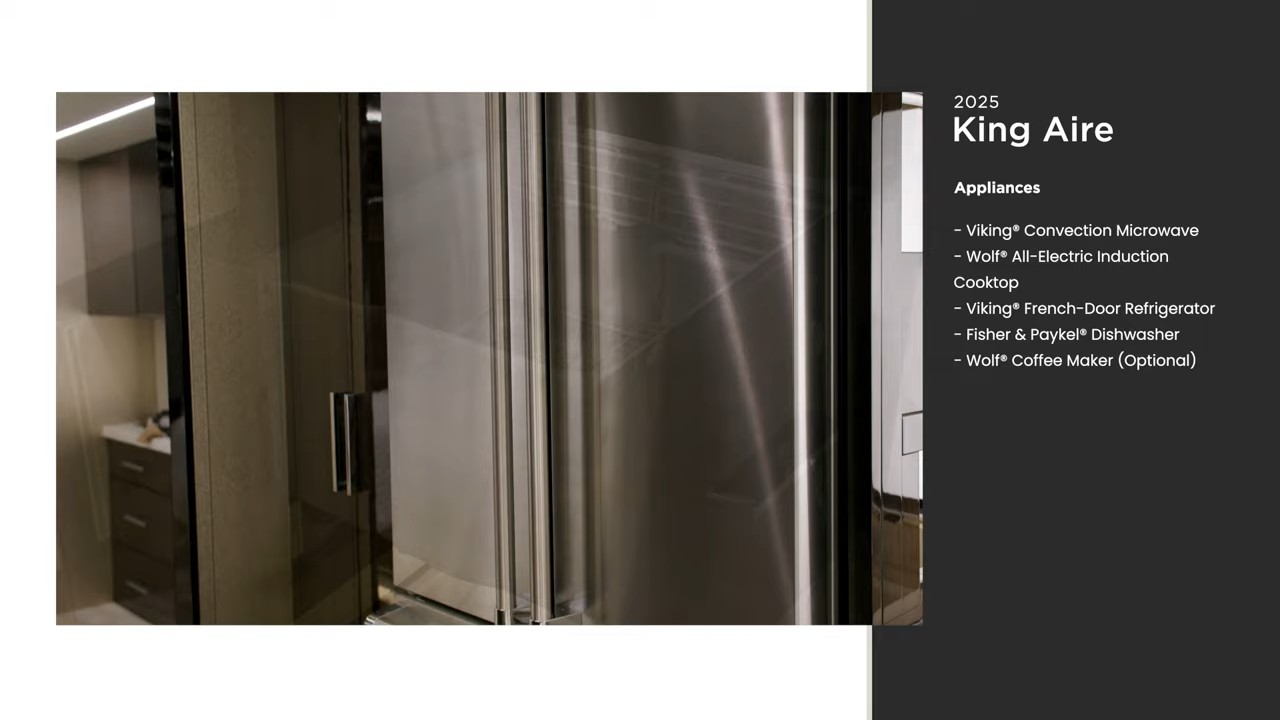 2025
King Aire
Appliances
- Viking® Convection Microwave
- Wolf® All-Electric Induction
Cooktop
- Viking® French-Door Refrigerator
- Fisher & Paykel® Dishwasher
- Wolf® Coffee Maker (Optional)